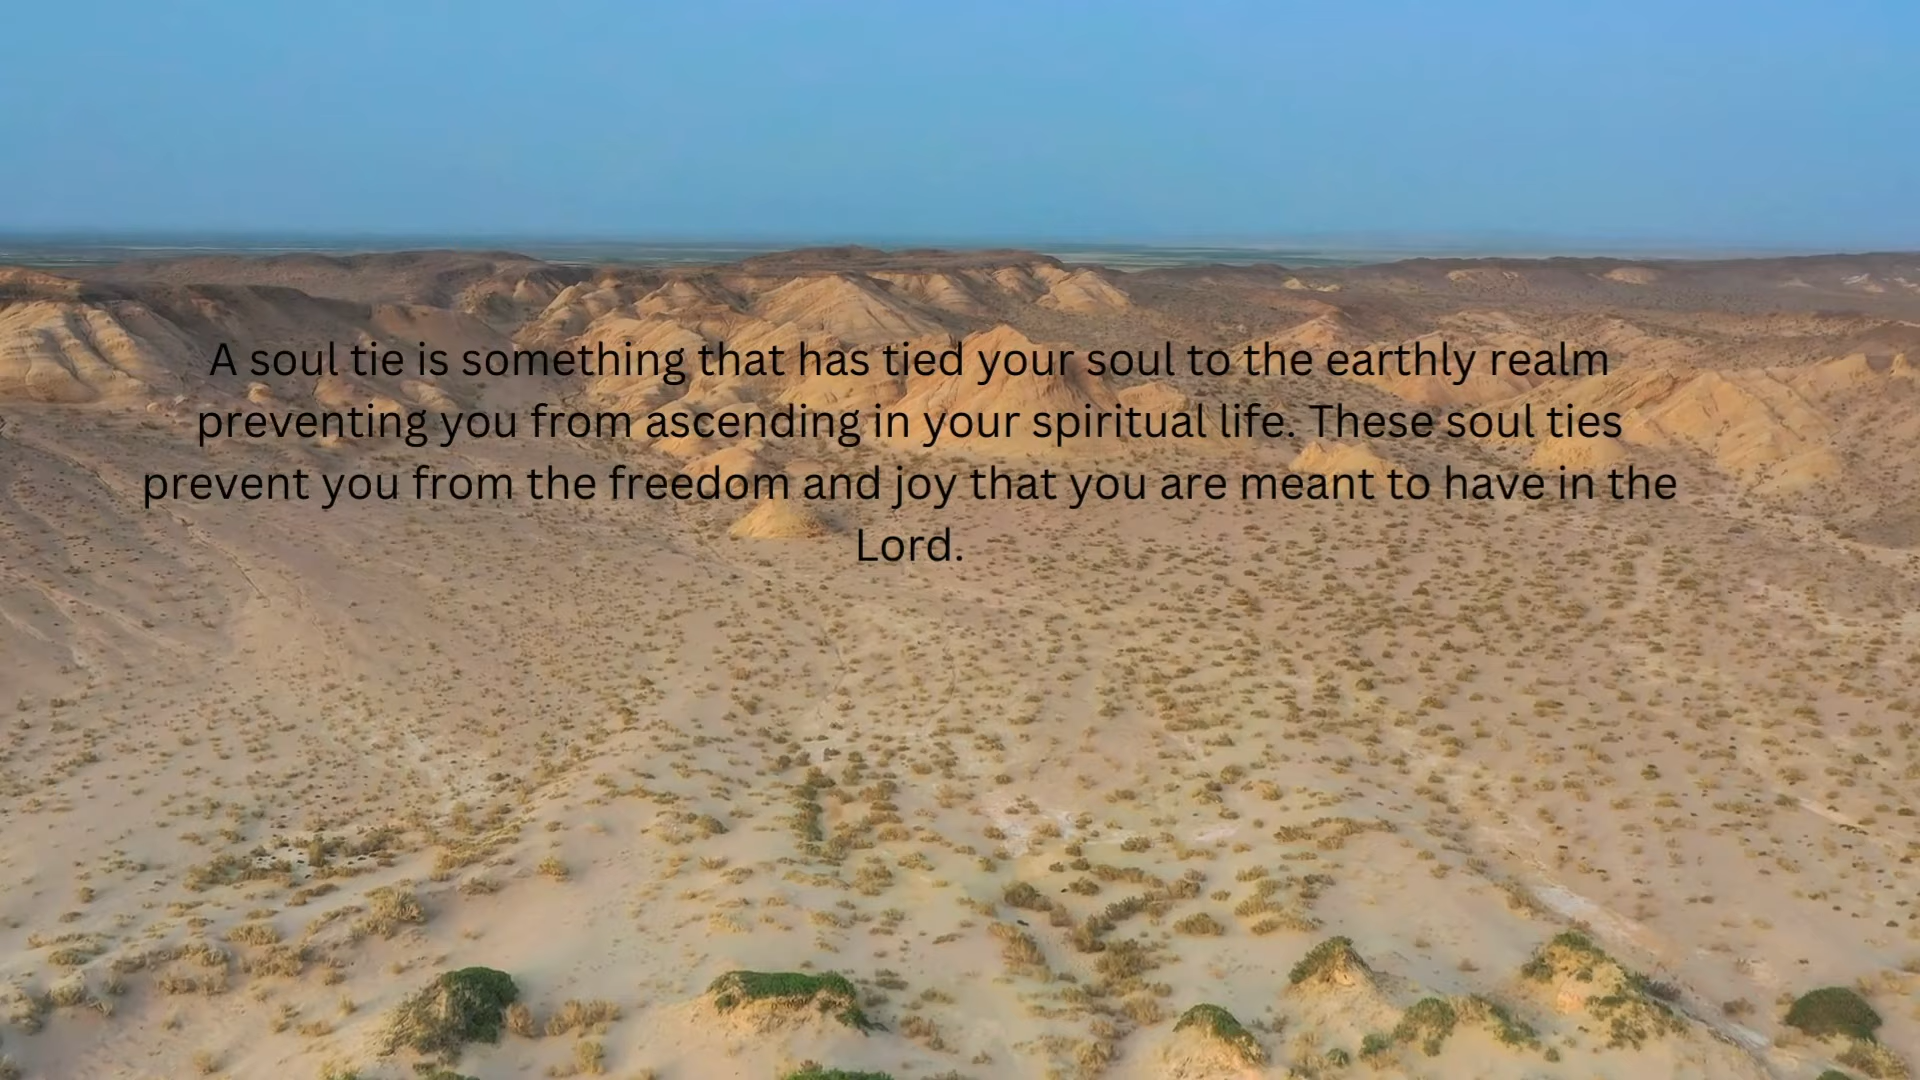 A soul tie is something that has tied your soul to the earthly realm
preventing you from ascending in your spiritual life. These soul ties
prevent you from the freedom and joy that you are meant to have in the
Lord.